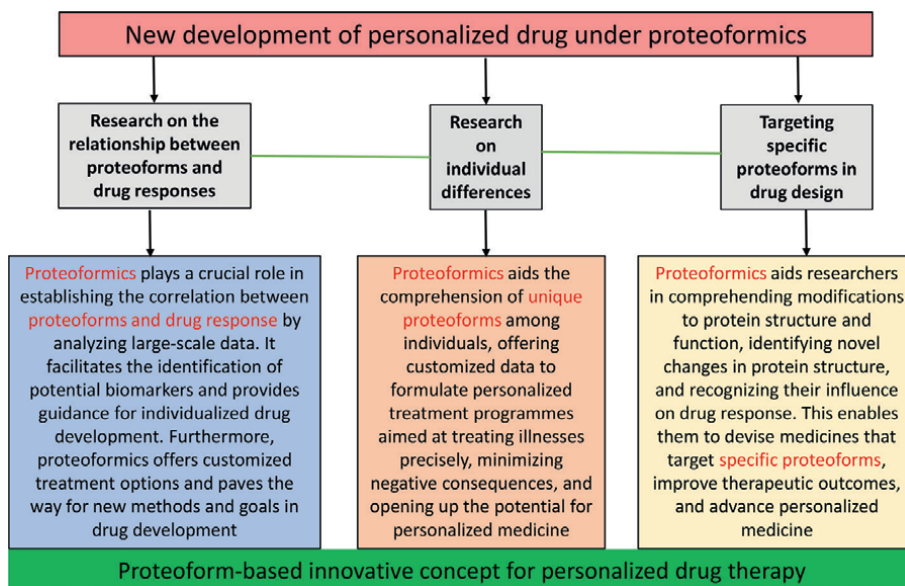 New development of personalized drug under proteoformics
Research on the
relationship between
proteoforms and
drug responses
Research
on
individual
differences
Targeting
specific
proteoforms in
drug design
Proteoformics plays a crucial role in
establishing the correlation between
proteoforms and drug response by
analyzing large-scale data. It
facilitates the identification of
potential biomarkers and provides
guidance for individualized drug
development. Furthermore,
proteoformics offers customized
treatment options and paves the
way for new methods and goals in
drug development
Proteoformics aids the
comprehension of unique
proteoforms among
individuals, offering
customized data to
formulate personalized
treatment programmes
aimed at treating illnesses
precisely, minimizing
negative consequences, and
opening up the potential for
personalized medicine
Proteoformics aids researchers
in comprehending modifications
to protein structure and
function, identifying novel
changes in protein structure,
and recognizing their influence
on drug response. This enables
them to devise medicines that
target specific proteoforms,
improve therapeutic outcomes,
and advance personalized
medicine
Proteoform-based innovative concept for personalized drug therapy